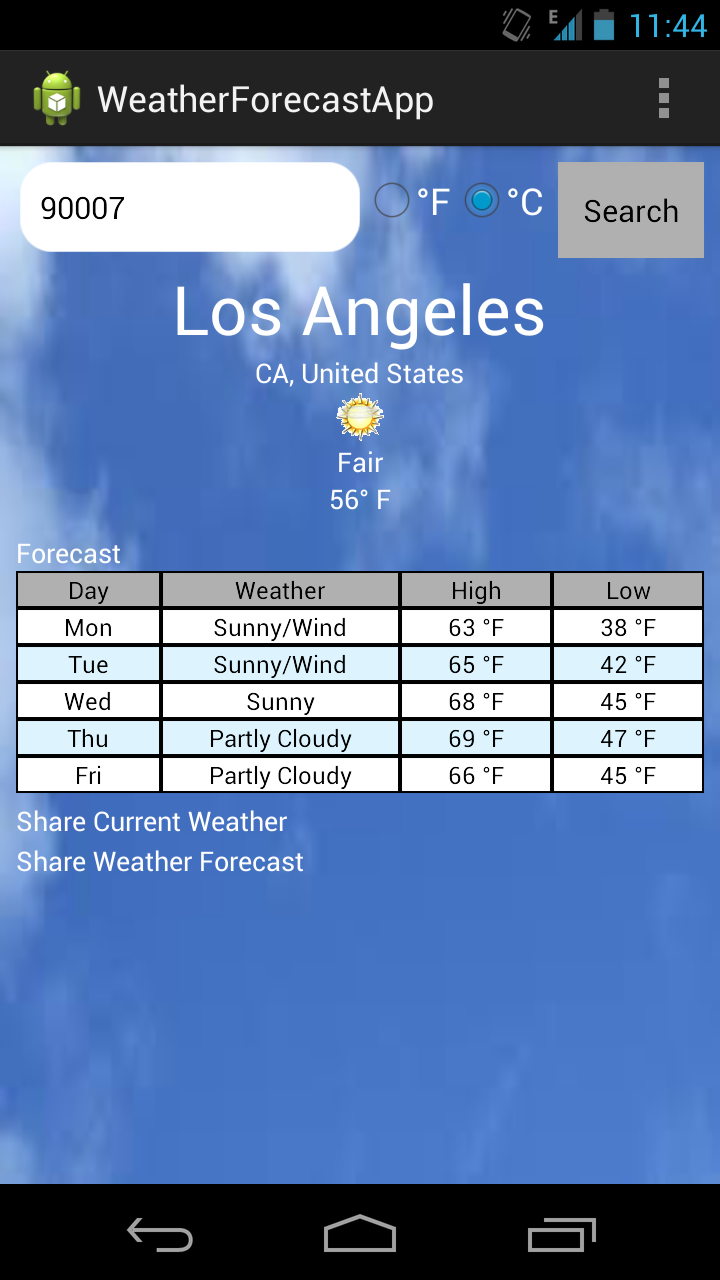 E 11:44
WeatherForecastApp
90007 °F °C Search
Los Angeles
CA, United States
Fair
56° F
Forecast
Day Weather High Low
Mon Sunny/Wind 63 °F 38 °F
Tue Sunny/Wind 65 °F 42 °F
Wed Sunny 68 °F 45 °F
Thu Partly Cloudy 69 °F 47 °F
Fri Partly Cloudy 66 °F 45 °F
Share Current Weather
Share Weather Forecast